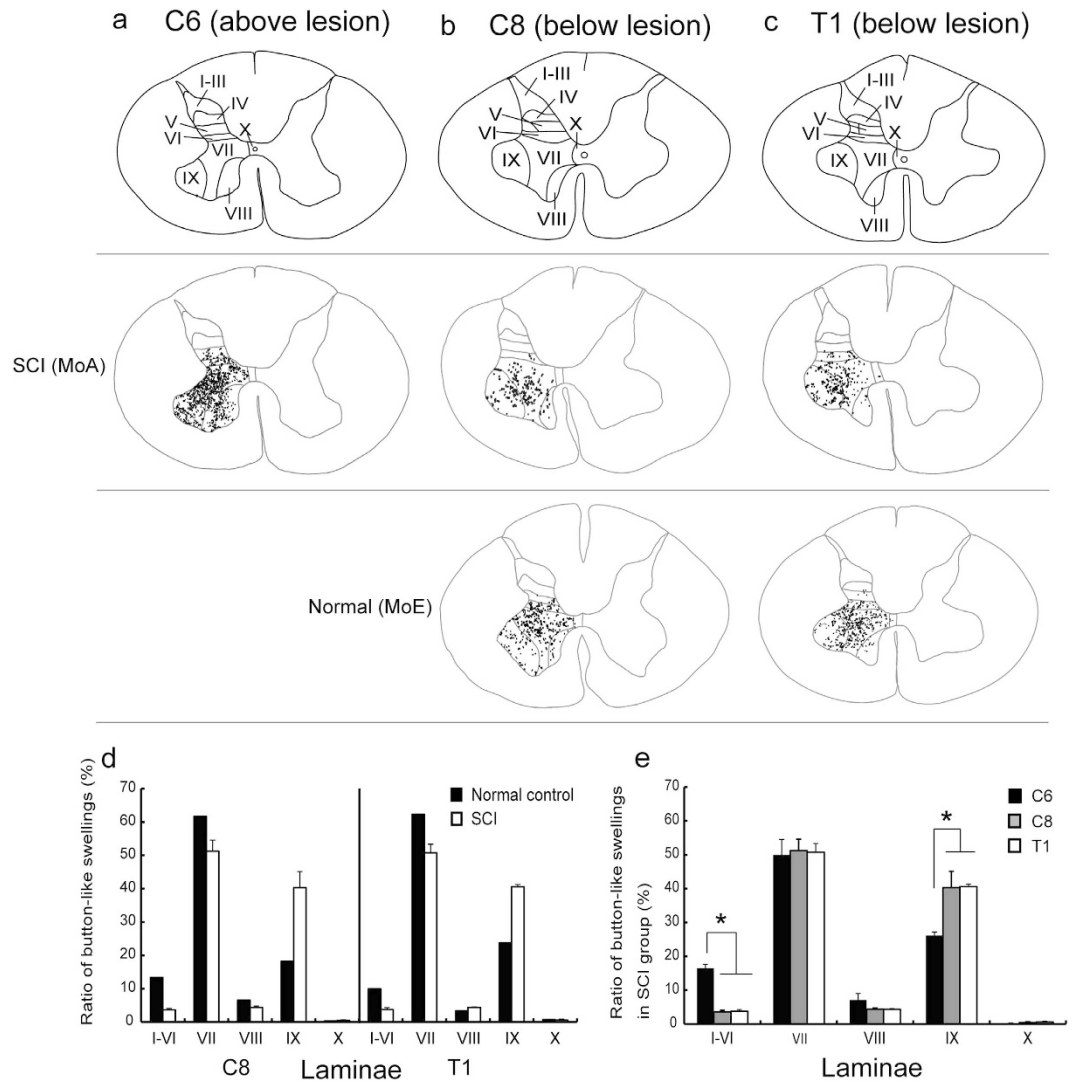 a C6 (above lesion) b C8 (below lesion) c T1 (below lesion)
I-III I-III I-III
IV IV IV
V X V X V X
VI VI VI
VII VII VII
IX IX IX
VIII VIII VIII
SCI (MoA)
Normal (MoE)
d
Ratio of button-like swellings (%)
70
60
50
40
30
20
10
0
Normal control
SCI
I-VI VII VIII IX X I-VI VII VIII IX X
C8 Laminae T1
e
Ratio of button-like swellings
in SCI group (%)
70
60
50
40
30
20
10
0
C6
C8
T1
* *
I-VI VII VIII IX X
Laminae